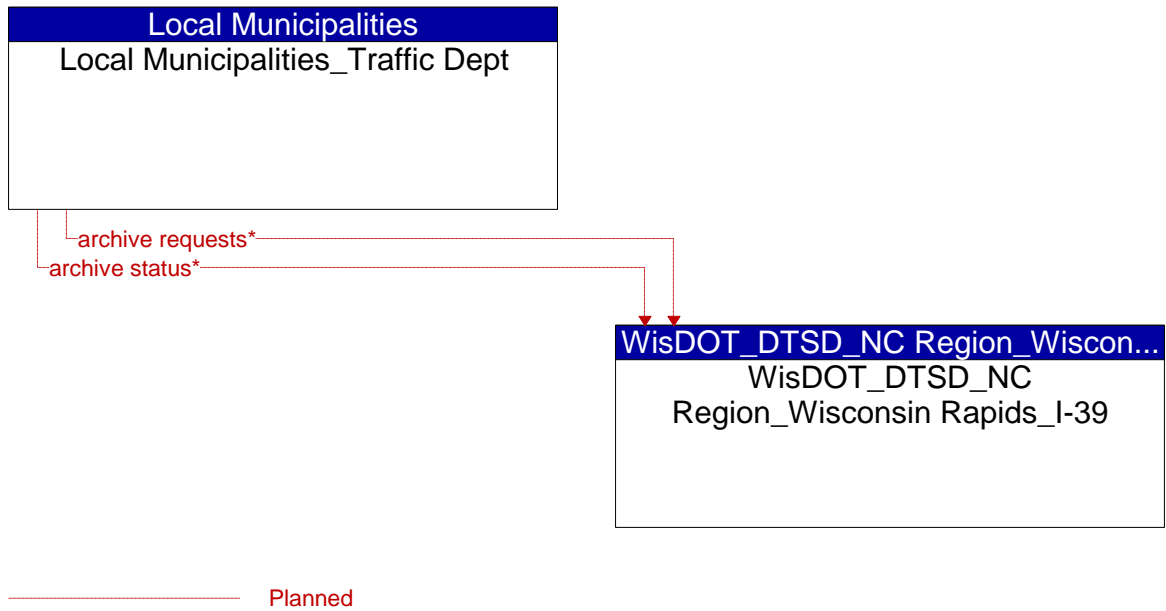 Local Municipalities
Local Municipalities_Traffic Dept
archive requests*
archive status*
WisDOT_DTSD_NC Region_Wiscon...
WisDOT_DTSD_NC
Region_Wisconsin Rapids_I-39
Planned